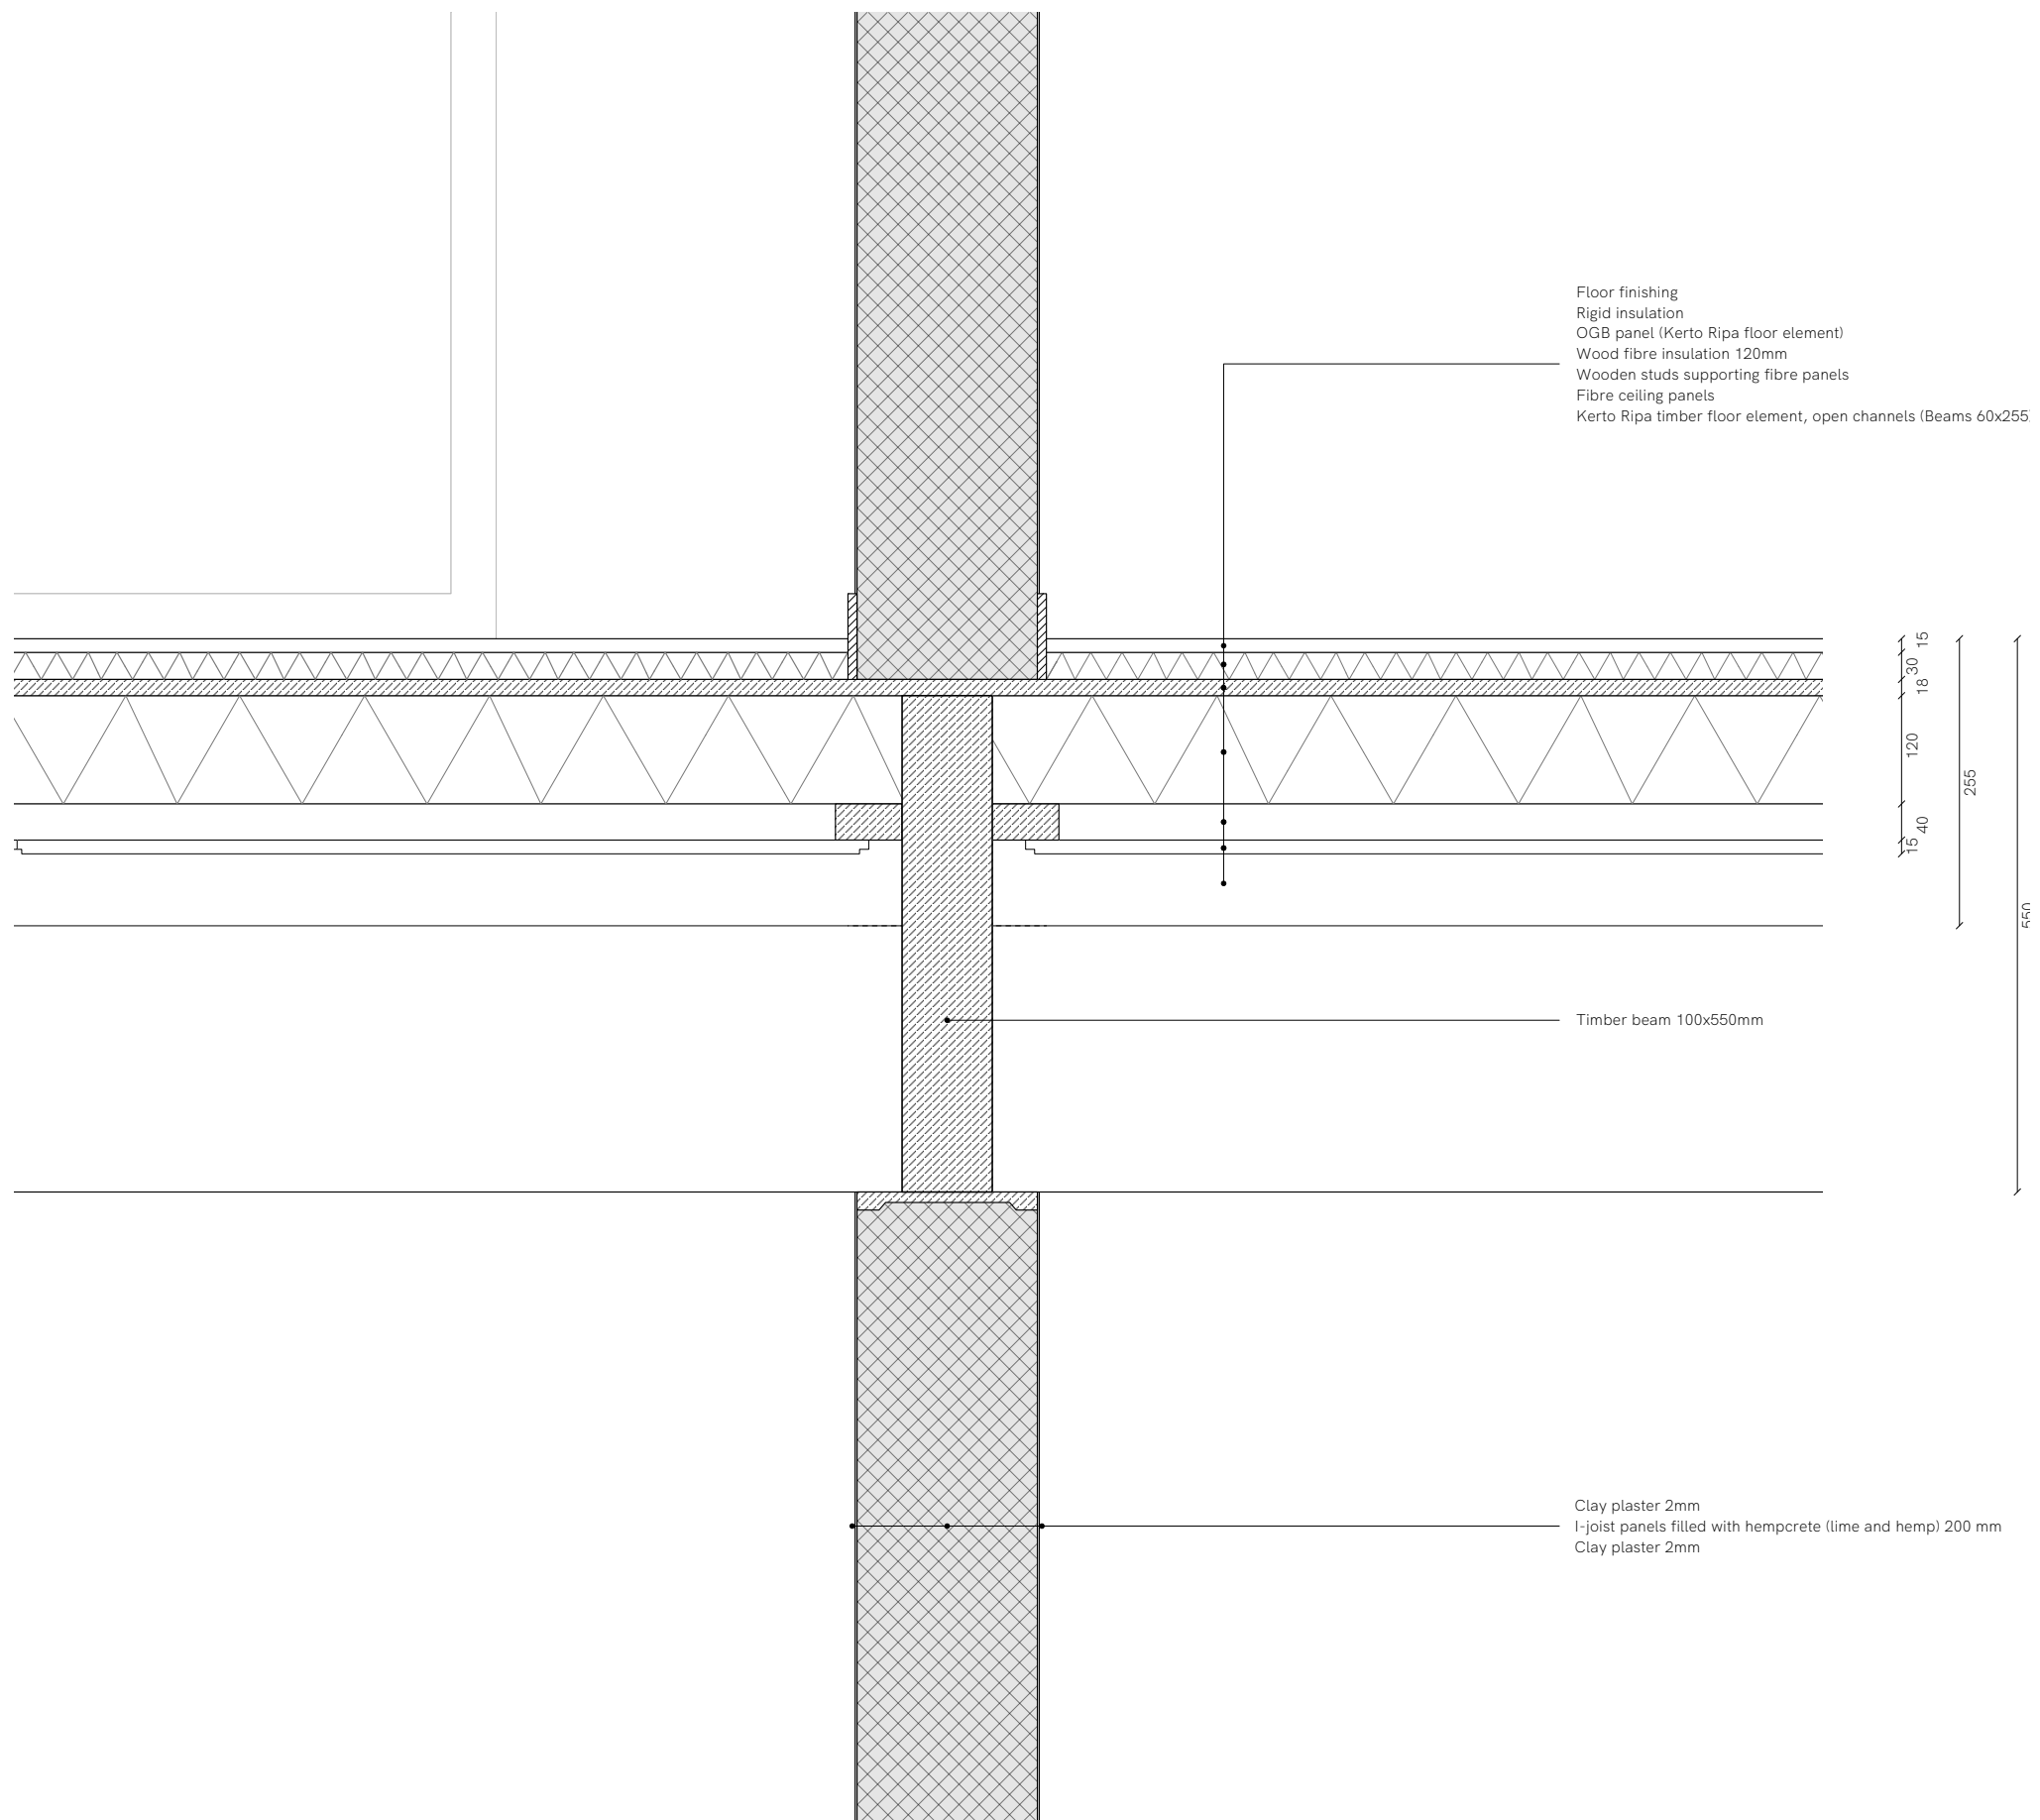 Floor finishing
Rigid insulation
OGB panel (Kerto Ripa floor element)
Wood fibre insulation 120mm
Wooden studs supporting fibre panels
Fibre ceiling panels
Kerto Ripa timber floor element, open channels (Beams 60x255
15
30
18
120
255
40
15
550
Timber beam 100x550mm
Clay plaster 2mm
I-joist panels filled with hempcrete (lime and hemp) 200 mm
Clay plaster 2mm